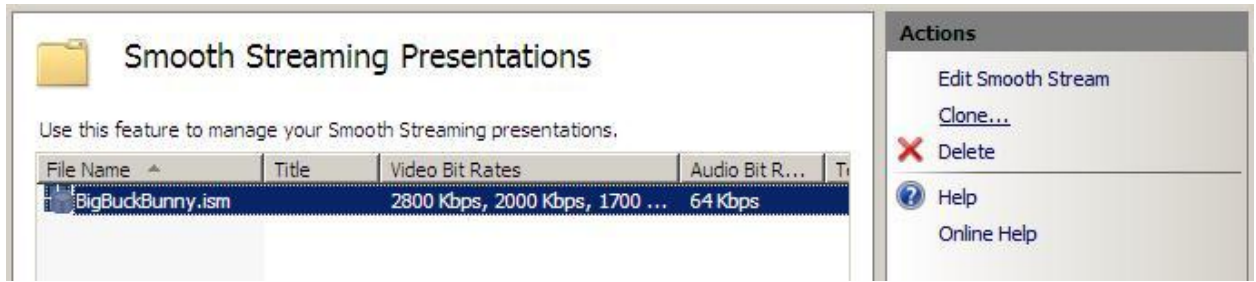 Smooth Streaming Presentations
Use this feature to manage your Smooth Streaming presentations.
File Name Title Video Bit Rates Audio Bit R...
BigBuckBunny.ism 2800 Kbps, 2000 Kbps, 1700 ... 64 Kbps
Actions
Edit Smooth Stream
Clone...
Delete
Help
Online Help